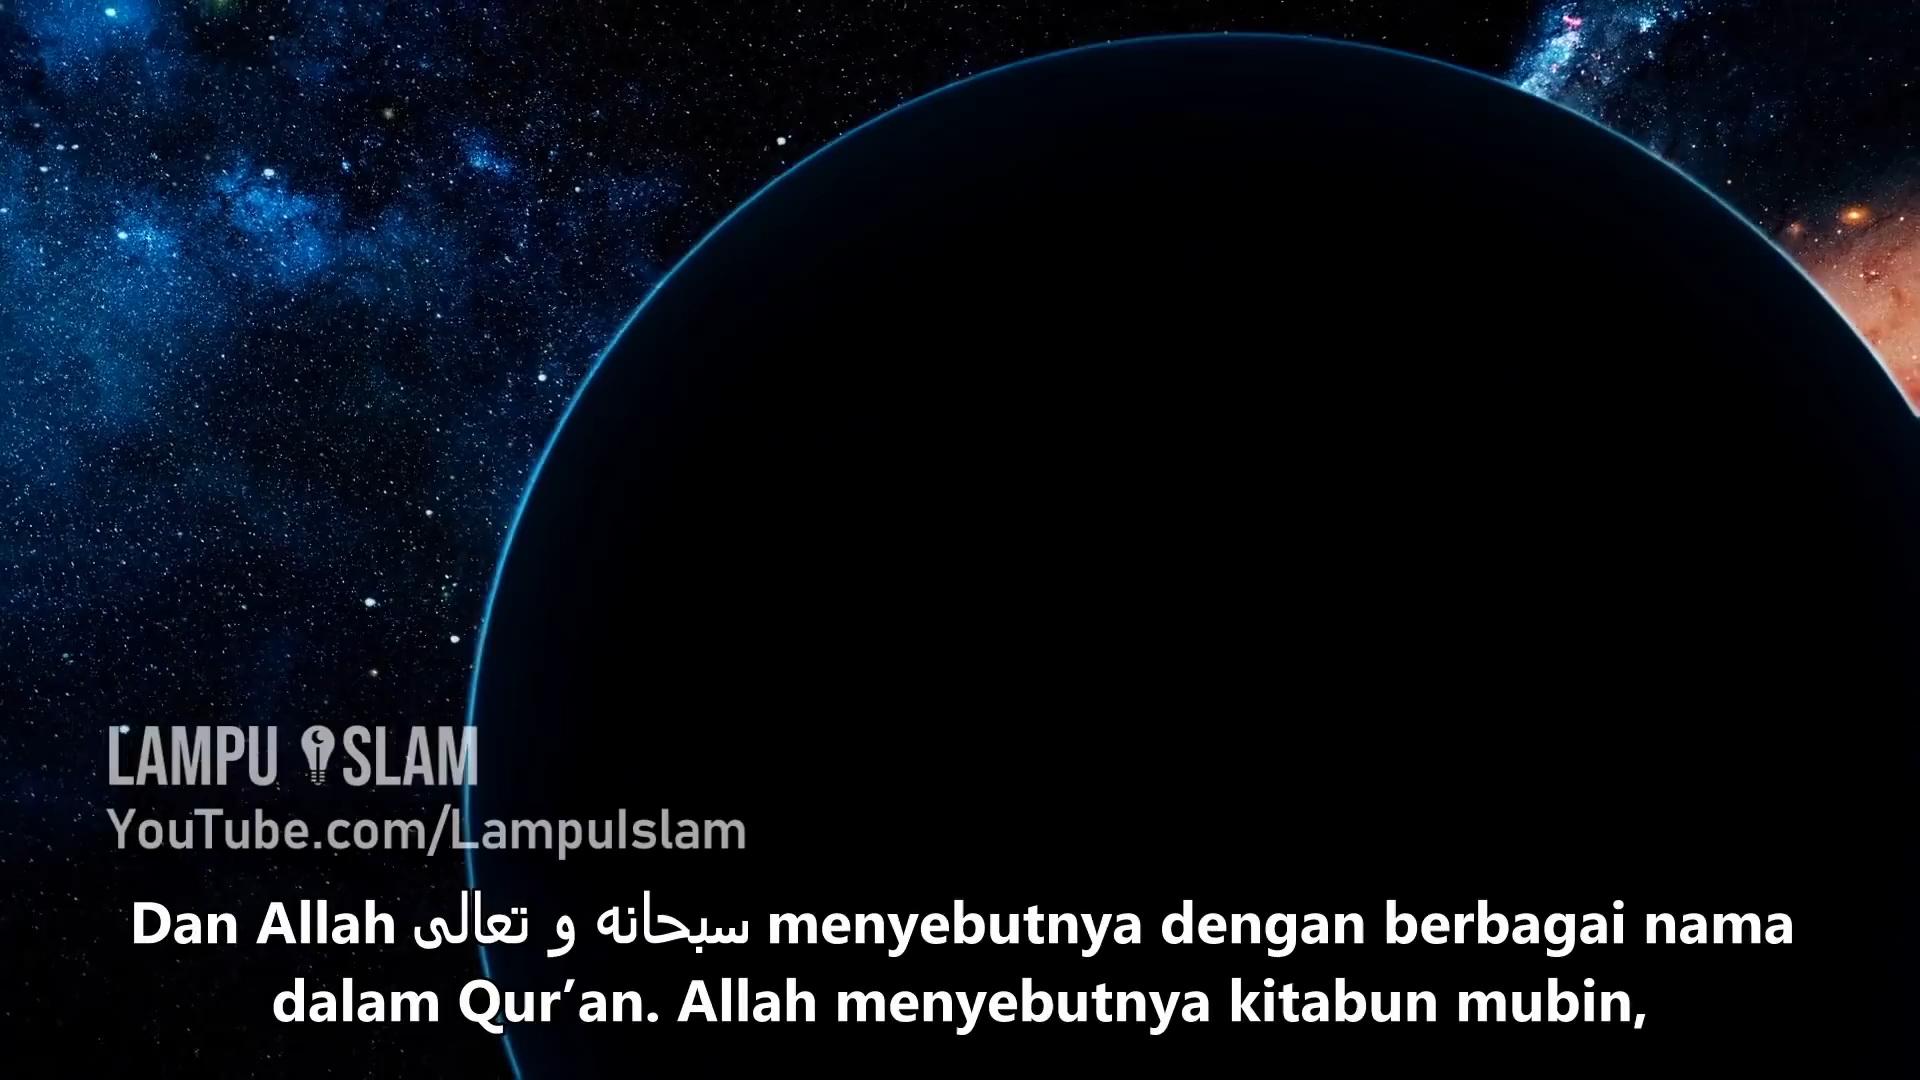 LAMPU ISLAM
YouTube.com/LampuIslam
Dan Allah سبحانه و تعالى menyebutnya dengan berbagai nama
dalam Qur’an. Allah menyebutnya kitabun mubin,